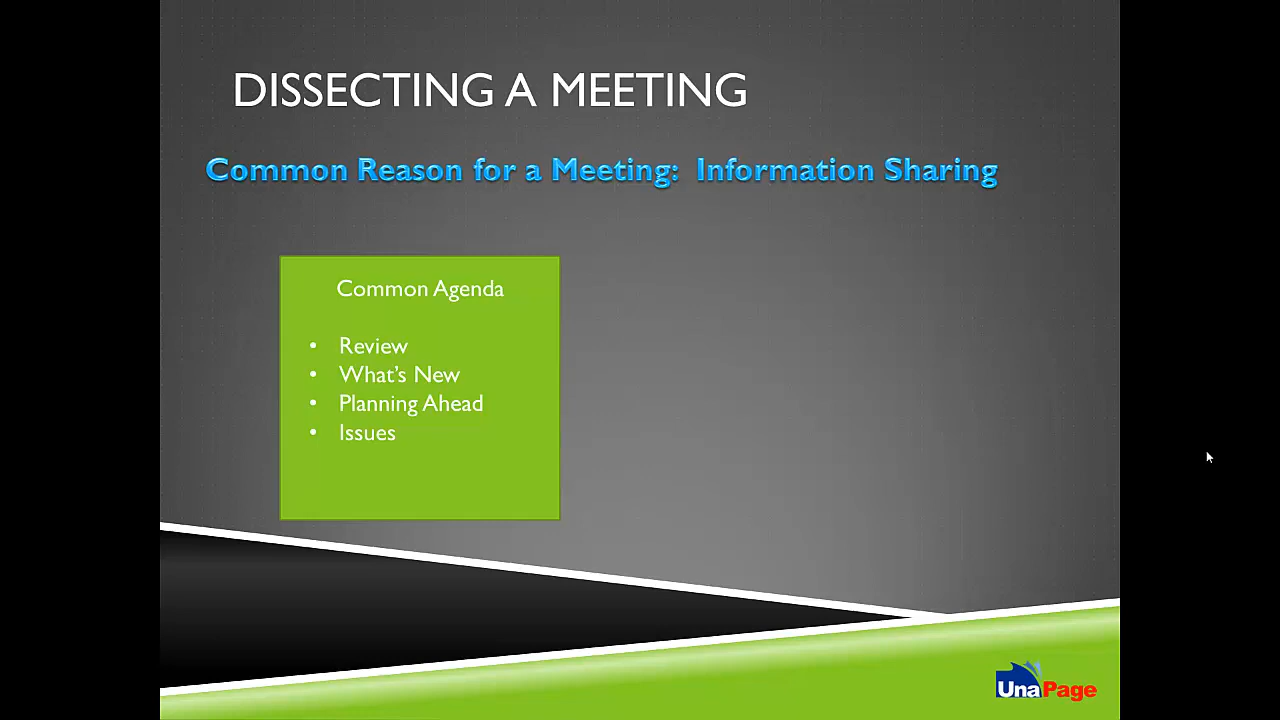 DISSECTING A MEETING
Common Reason for a Meeting: Information Sharing
Common Agenda
• Review
• What's New
• Planning Ahead
• Issues
UnaPage